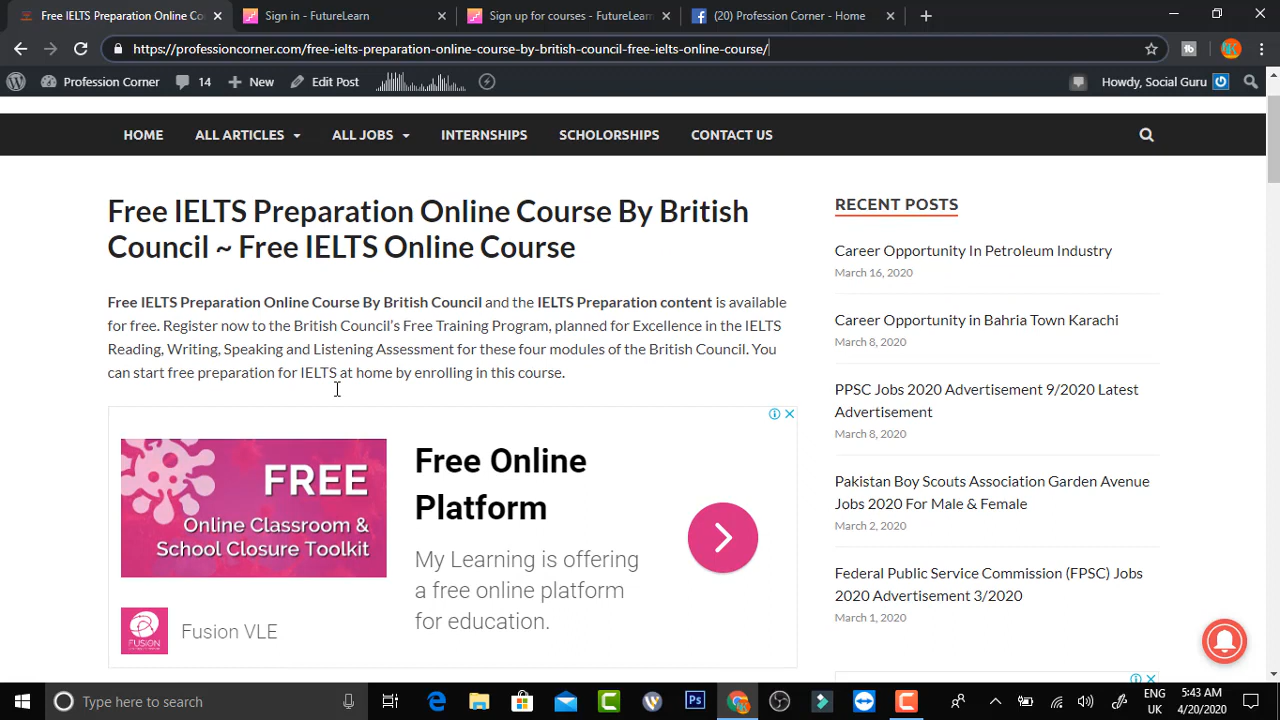 Free IELTS Preparation Online Co
Sign in - FutureLearn
Sign up for courses - FutureLearn
(20) Profession Corner - Home
https://professioncorner.com/free-ielts-preparation-online-course-by-british-council-free-ielts-online-course/
Profession Corner
14
New
Edit Post
Howdy, Social Guru
HOME
ALL ARTICLES
ALL JOBS
INTERNSHIPS
SCHOLORSHIPS
CONTACT US
Free IELTS Preparation Online Course By British
Council ~ Free IELTS Online Course
Free IELTS Preparation Online Course By British Council and the IELTS Preparation content is available
for free. Register now to the British Council’s Free Training Program, planned for Excellence in the IELTS
Reading, Writing, Speaking and Listening Assessment for these four modules of the British Council. You
can start free preparation for IELTS at home by enrolling in this course.
FREE
Online Classroom &
School Closure Toolkit
FUSION
Fusion VLE
Free Online
Platform
My Learning is offering
a free online platform
for education.
RECENT POSTS
Career Opportunity In Petroleum Industry
March 16, 2020
Career Opportunity in Bahria Town Karachi
March 8, 2020
PPSC Jobs 2020 Advertisement 9/2020 Latest
Advertisement
March 8, 2020
Pakistan Boy Scouts Association Garden Avenue
Jobs 2020 For Male & Female
March 2, 2020
Federal Public Service Commission (FPSC) Jobs
2020 Advertisement 3/2020
March 1, 2020
Type here to search
ENG
UK
5:43 AM
4/20/2020